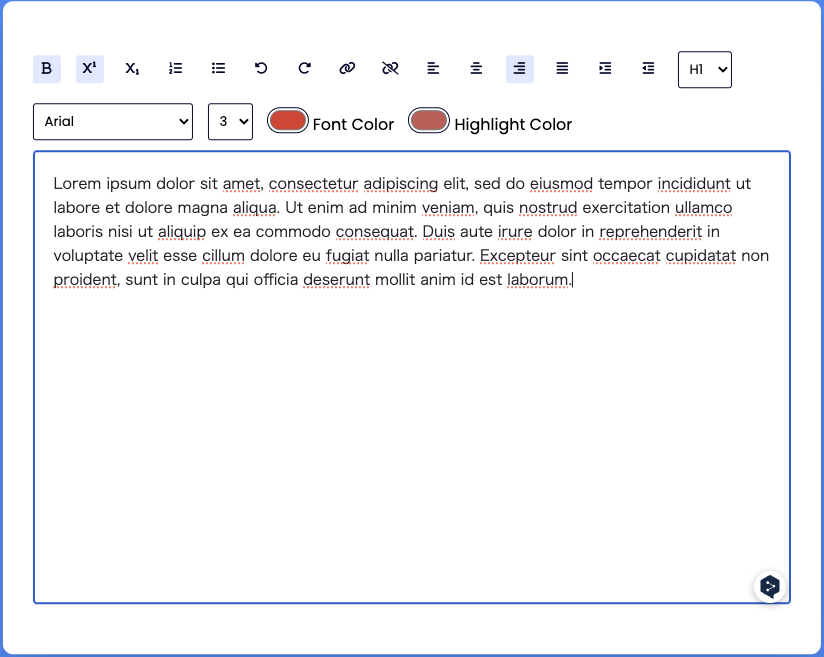 B X¹ X₁ H1
Arial 3 Font Color Highlight Color
Lorem ipsum dolor sit amet, consectetur adipiscing elit, sed do eiusmod tempor incididunt ut
labore et dolore magna aliqua. Ut enim ad minim veniam, quis nostrud exercitation ullamco
laboris nisi ut aliquip ex ea commodo consequat. Duis aute irure dolor in reprehenderit in
voluptate velit esse cillum dolore eu fugiat nulla pariatur. Excepteur sint occaecat cupidatat non
proident, sunt in culpa qui officia deserunt mollit anim id est laborum.